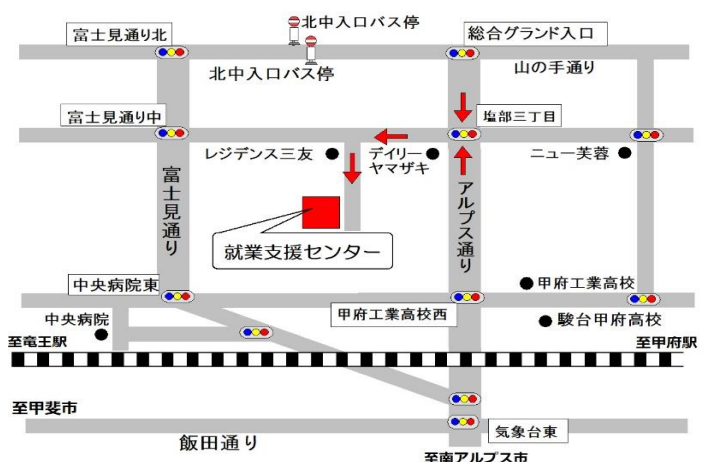 富士見通り北
北中入口バス停
総合グランド入口
北中入口バス停
山の手通り
富士見通り中
塩部三丁目
レジデンス三友
デイリー
ヤマザキ
ニュー芙蓉
富士見通り
アルプス通り
就業支援センター
中央病院東
甲府工業高校
甲府工業高校西
中央病院
駿台甲府高校
至竜王駅
至甲府駅
至甲斐市
飯田通り
気象台東
至南アルプス市